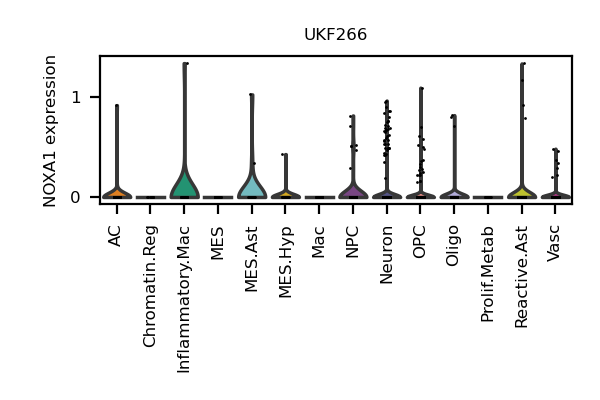 UKF266
NOXA1 expression
1
0
AC
Chromatin.Reg
Inflammatory.Mac
MES
MES.Ast
MES.Hyp
Mac
NPC
Neuron
OPC
Oligo
Prolif.Metab
Reactive.Ast
Vasc